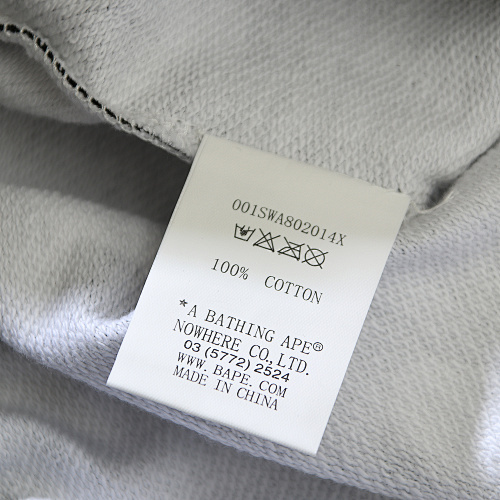 001SWA802014X
100% COTTON
*A BATHING APE®
NOWHERE CO., LTD.
03 (5772) 2524
WWW. BAPE. COM
MADE IN CHINA